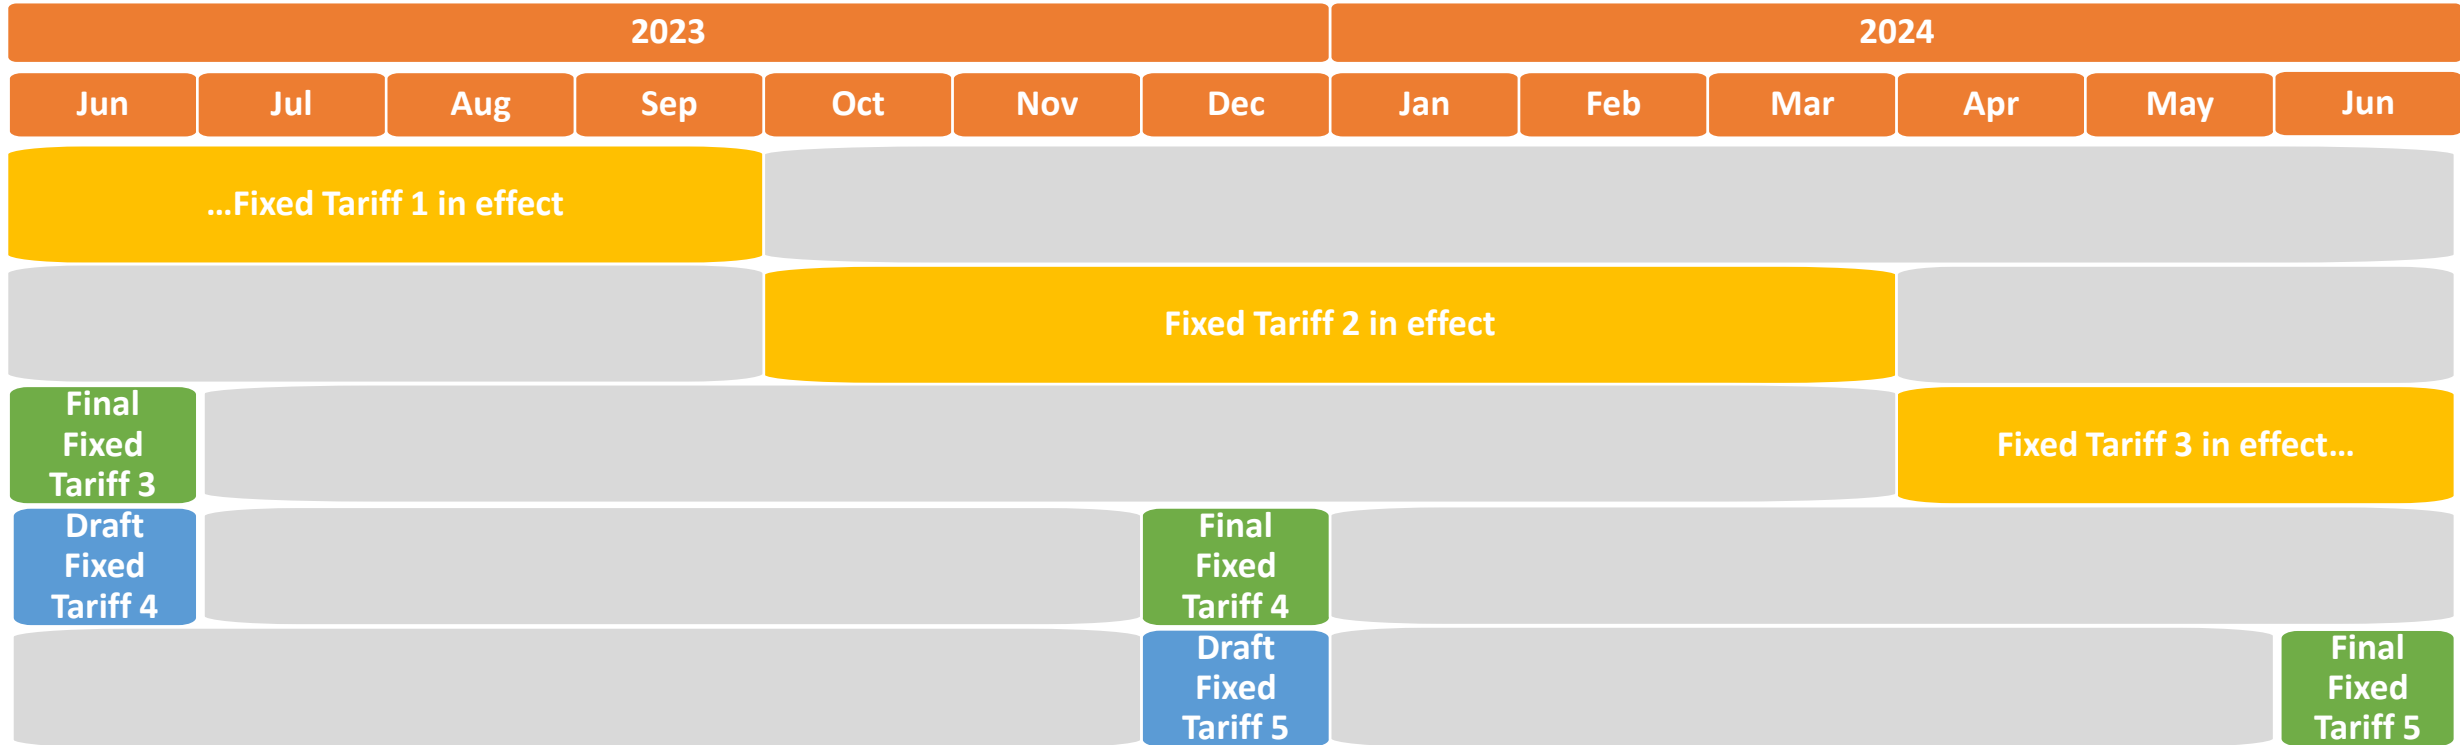 2023 2024
Jun Jul Aug Sep Oct Nov Dec Jan Feb Mar Apr May Jun
…Fixed Tariff 1 in effect
Fixed Tariff 2 in effect
Final
Fixed
Tariff 3
Fixed Tariff 3 in effect…
Draft
Fixed
Tariff 4
Final
Fixed
Tariff 4
Draft
Fixed
Tariff 5
Final
Fixed
Tariff 5